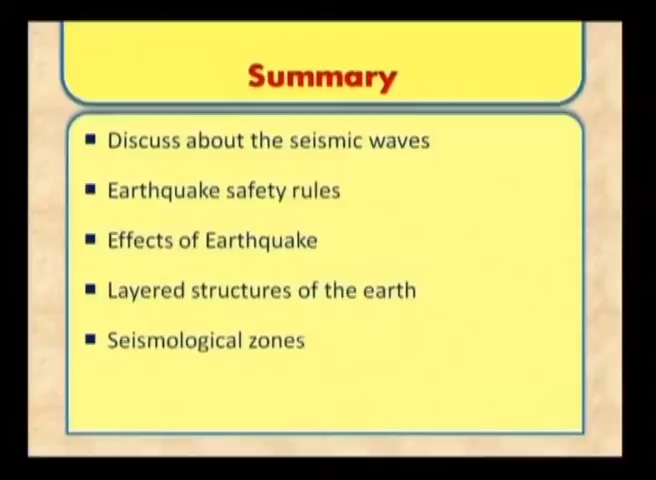 Summary
Discuss about the seismic waves
Earthquake safety rules
Effects of Earthquake
Layered structures of the earth
Seismological zones